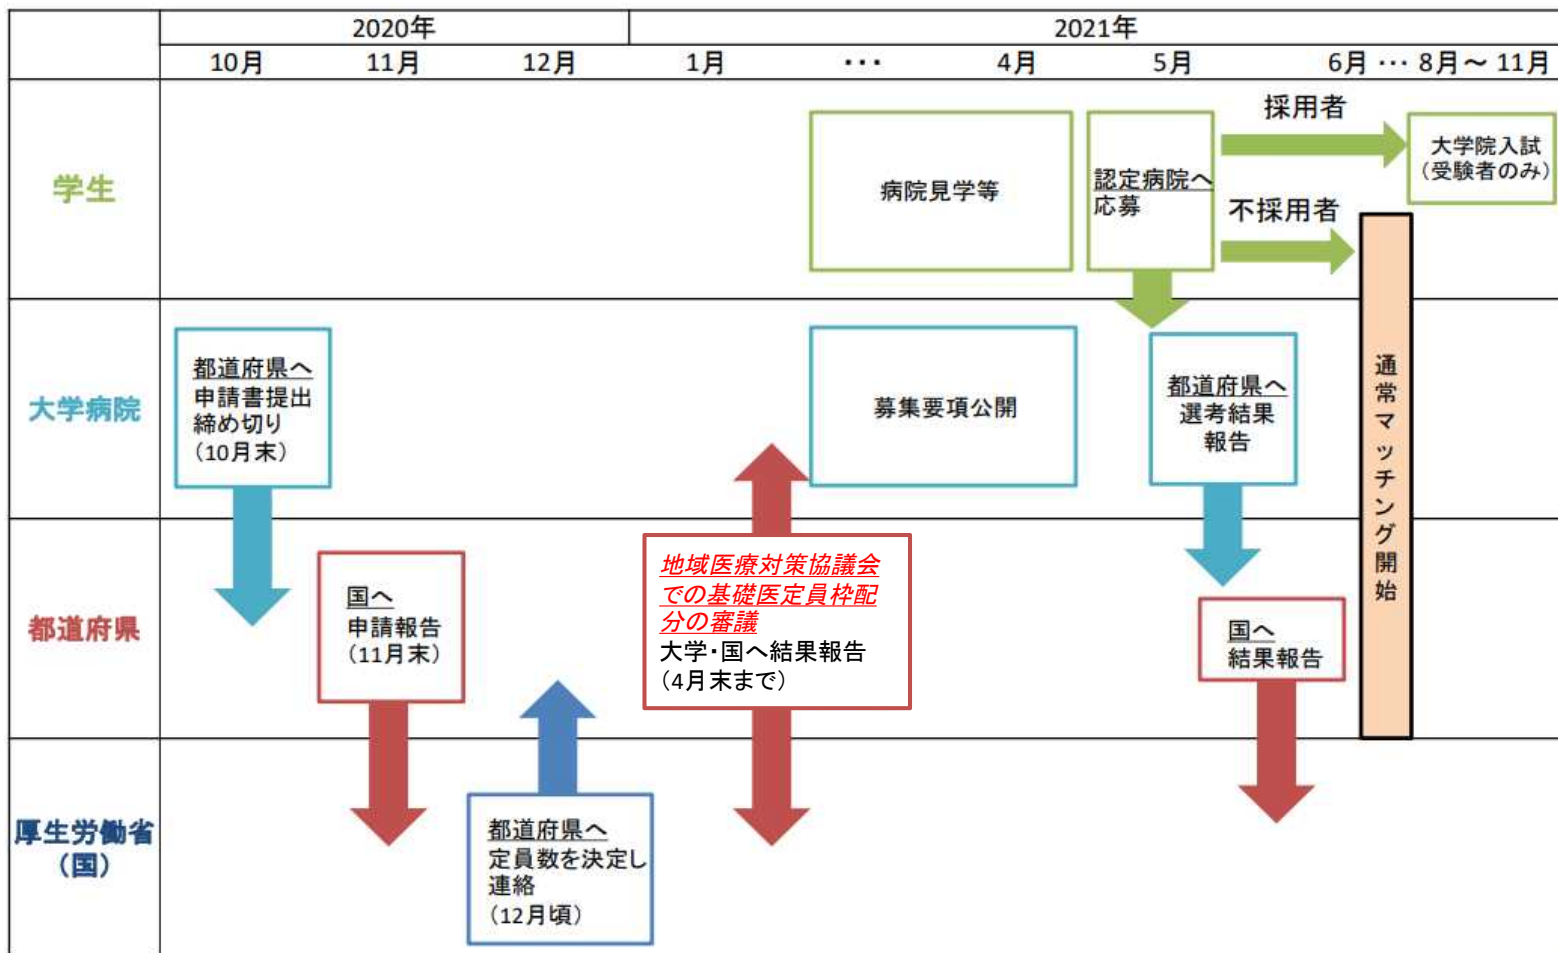 2020年
2021年
10月
11月
12月
1月
･･･
4月
5月
6月 ･･･ 8月～ 11月
学生
病院見学等
認定病院へ
応募
採用者
不採用者
大学院入試
（受験者のみ）
大学病院
都道府県へ
申請書提出
締め切り
（10月末）
募集要項公開
都道府県へ
選考結果
報告
通常マッチング開始
都道府県
国へ
申請報告
（11月末）
地域医療対策協議会
での基礎医定員枠配
分の審議
大学・国へ結果報告
（4月末まで）
国へ
結果報告
厚生労働省
（国）
都道府県へ
定員数を決定し
連絡
（12月頃）